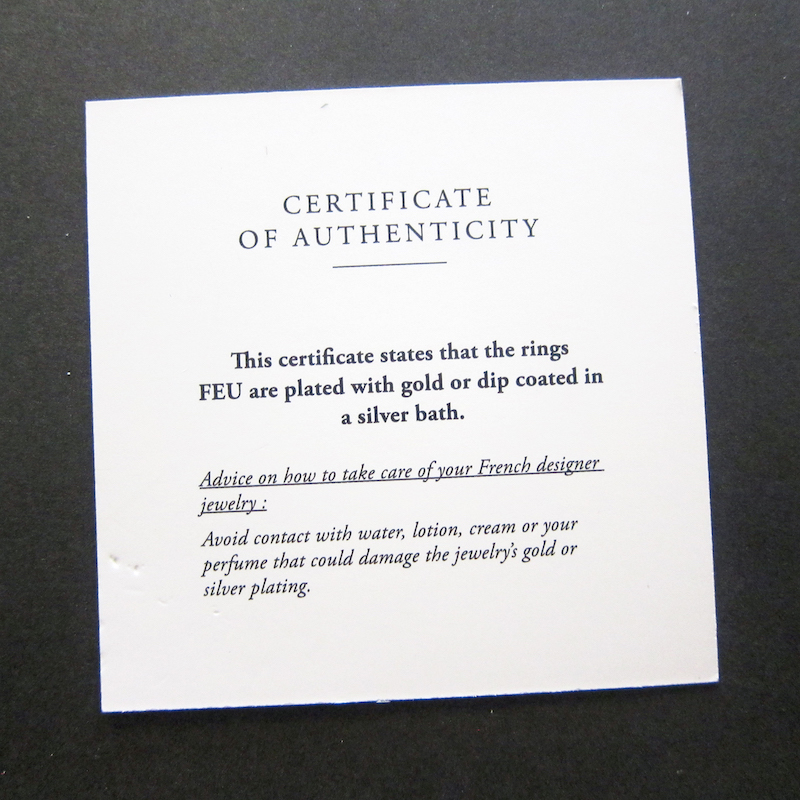 CERTIFICATE
OF AUTHENTICITY
This certificate states that the rings
FEU are plated with gold or dip coated in
a silver bath.
Advice on how to take care of your French designer
jewelry :
Avoid contact with water, lotion, cream or your
perfume that could damage the jewelry's gold or
silver plating.